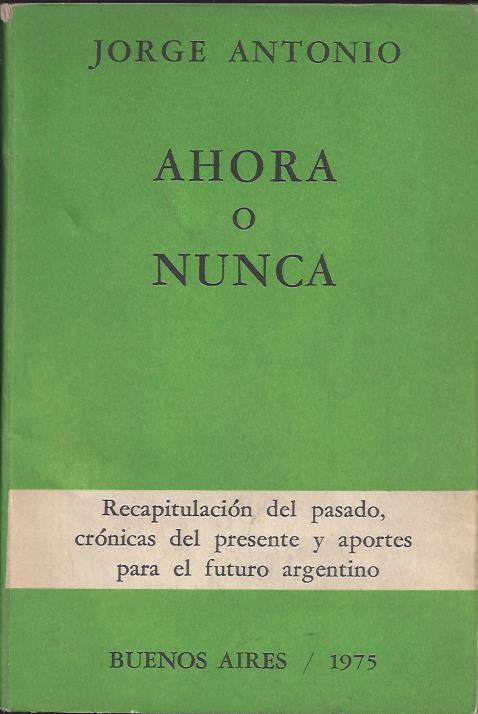 JORGE ANTONIO
AHORA
O
NUNCA
Recapitulación del pasado,
crónicas del presente y aportes
para el futuro argentino
BUENOS AIRES / 1975